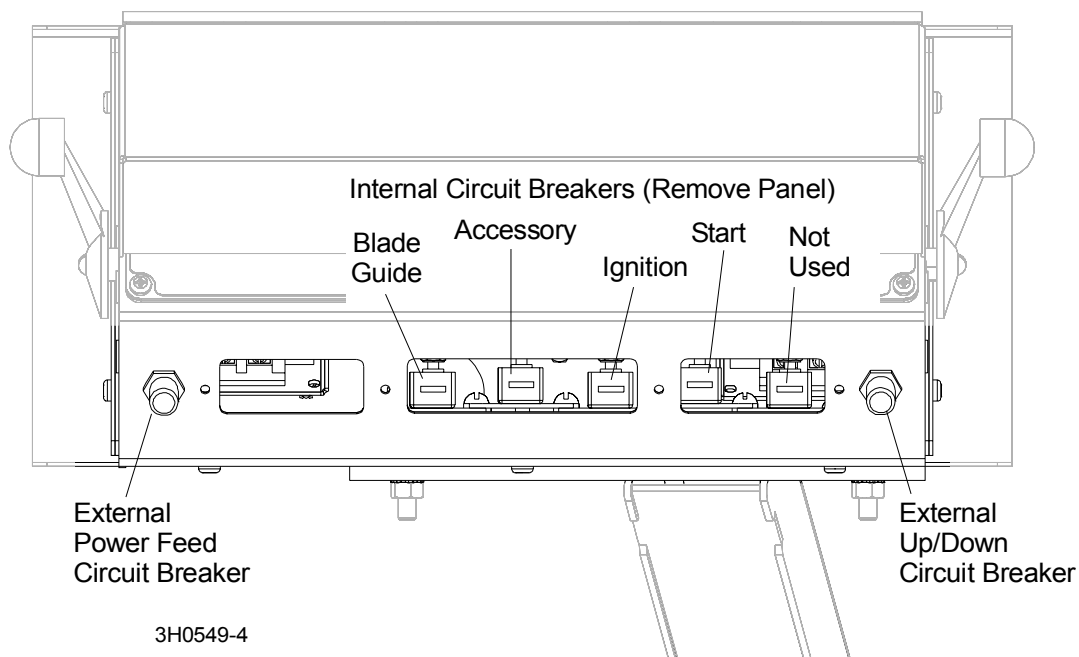 Internal Circuit Breakers (Remove Panel)
Blade
Guide
Accessory
Ignition
Start
Not
Used
External
Power Feed
Circuit Breaker
External
Up/Down
Circuit Breaker
3H0549-4